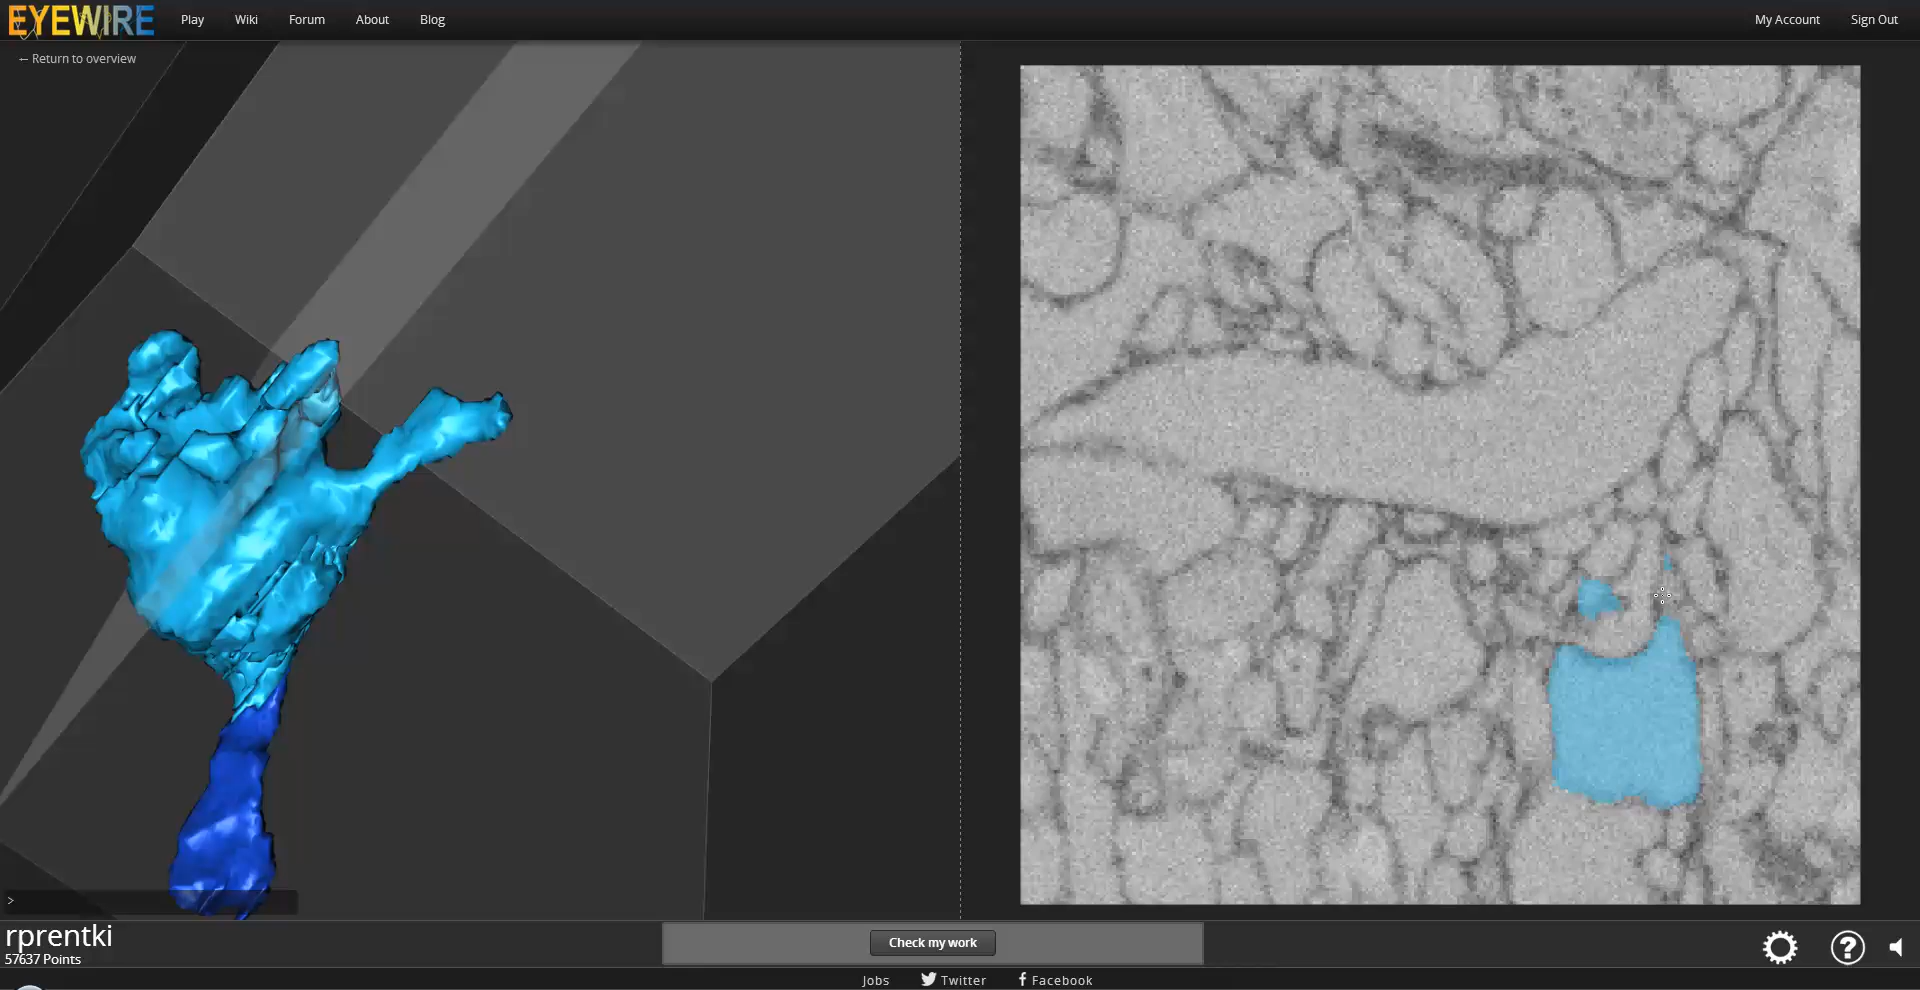 EYEWIRE Play Wiki Forum About Blog My Account Sign Out
← Return to overview
>
rprentki
57637 Points
Check my work
?
Jobs Twitter Facebook